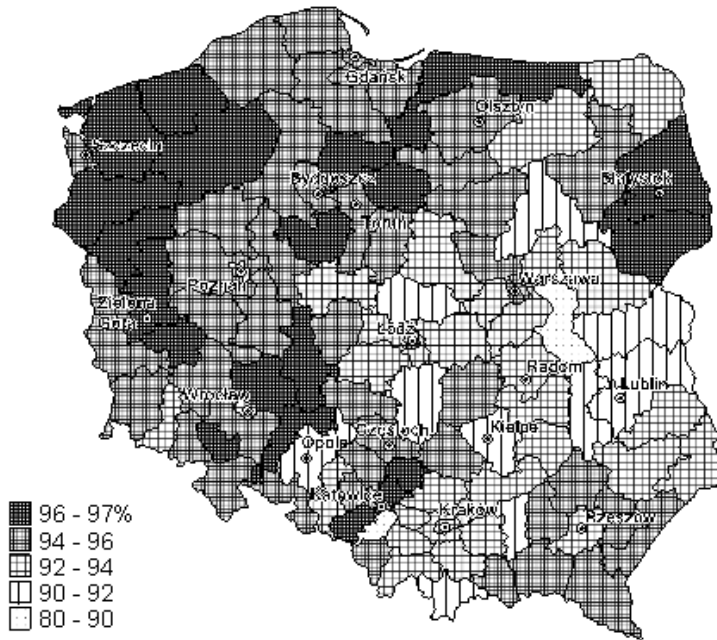 Gdańsk
Olsztyn
Szczecin
Bydgoszcz
Białystok
Toruń
Poznań
Warszawa
Zielona
Góra
Łódź
Radom
Lublin
Wrocław
Opole
Częstoch.
Kielce
Katowice
Kraków
Rzeszów
96 - 97%
94 - 96
92 - 94
90 - 92
80 - 90